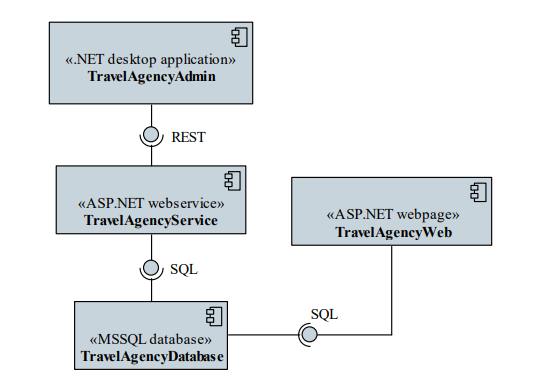 «.NET desktop application»
TravelAgencyAdmin
REST
«ASP.NET webservice»
TravelAgencyService
«ASP.NET webpage»
TravelAgencyWeb
SQL
SQL
«MSSQL database»
TravelAgencyDatabase